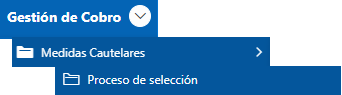 Gestión de Cobro
Medidas Cautelares
Proceso de selección